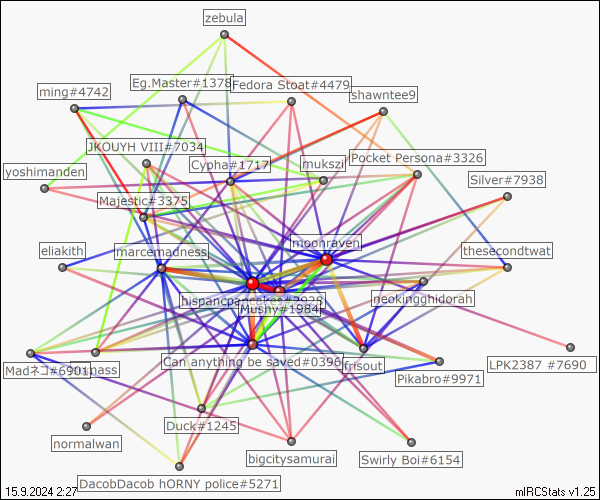 zebula
Eg.Master#1378
Fedora Stoat#4479
ming#4742
shawntee9
JKOUYH VIII#7034
Cypha#1717
mukszi
Pocket Persona#3326
yoshimanden
Majestic#3375
Silver#7938
moonraven
eliakith
marcemadness
thesecondtwat
neokingghidorah
Mushy#1984
Can anything be saved#0396
frisout
LPK2387 #7690
Madネコ#6901
mass
Pikabro#9971
Duck#1245
normalwan
bigcitysamurai
Swirly Boi#6154
DacobDacob hORNY police#5271
15.9.2024 2:27
mIRCStats v1.25